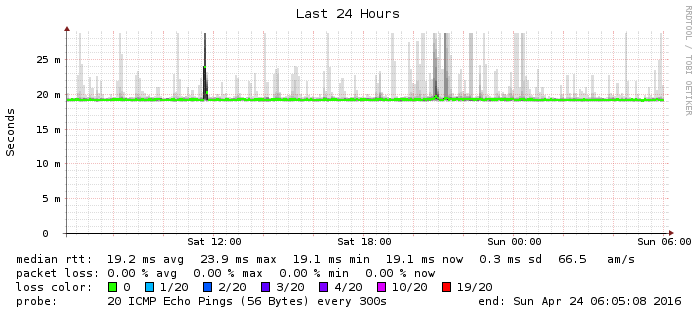 Last 24 Hours
RRDTOOL / TOBI OETIKER
Seconds
25 m
20 m
15 m
10 m
5 m
0
Sat 12:00 Sat 18:00 Sun 00:00 Sun 06:00
median rtt: 19.2 ms avg 23.9 ms max 19.1 ms min 19.1 ms now 0.3 ms sd 66.5 am/s
packet loss: 0.00 % avg 0.00 % max 0.00 % min 0.00 % now
loss color: 0 1/20 2/20 3/20 4/20 10/20 19/20
probe: 20 ICMP Echo Pings (56 Bytes) every 300s end: Sun Apr 24 06:05:08 2016